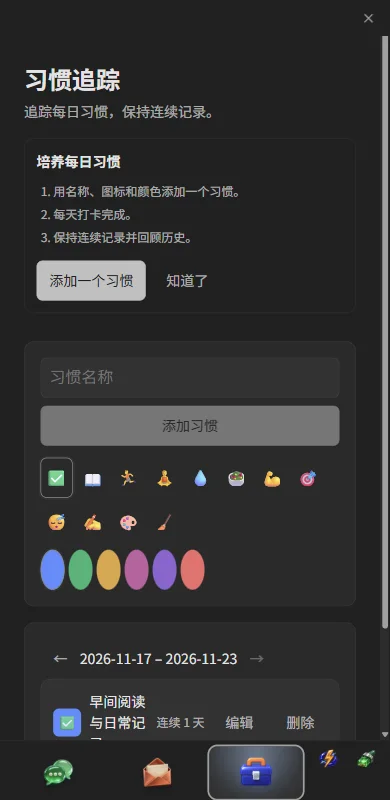 习惯追踪
追踪每日习惯，保持连续记录。
培养每日习惯
1. 用名称、图标和颜色添加一个习惯。
2. 每天打卡完成。
3. 保持连续记录并回顾历史。
添加一个习惯 知道了
习惯名称
添加习惯
← 2026-11-17 – 2026-11-23 →
早间阅读
与日常记
连续 1 天 编辑 删除